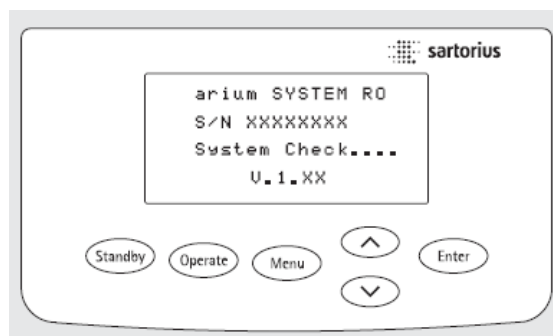 sartorius
arium SYSTEM RO
S/N XXXXXXXX
System Check....
V.1.XX
Standby
Operate
Menu
Enter